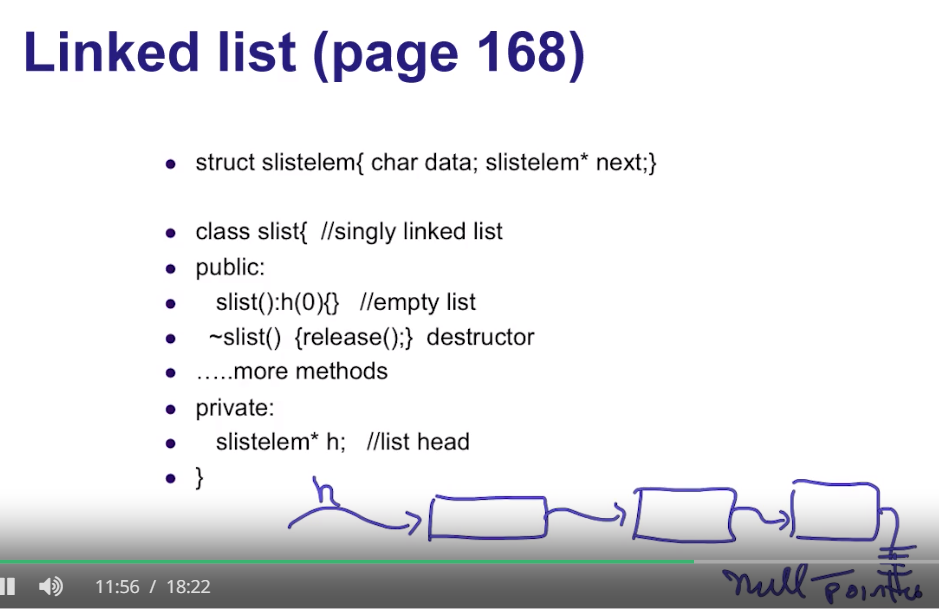 Linked list (page 168)
• struct slistelem{ char data; slistelem* next;}
• class slist{ //singly linked list
• public:
• slist():h(0){} //empty list
• ~slist() {release();} destructor
• .....more methods
• private:
• slistelem* h; //list head
• }
h
null pointer
11:56 / 18:22